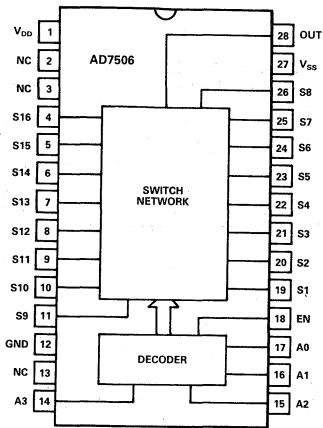 VDD 1 28 OUT
NC 2 AD7506 27 VSS
NC 3 26 S8
S16 4 25 S7
S15 5 24 S6
S14 6 23 S5
S13 7 SWITCH NETWORK 22 S4
S12 8 21 S3
S11 9 20 S2
S10 10 19 S1
S9 11 18 EN
GND 12 17 A0
NC 13 DECODER 16 A1
A3 14 15 A2